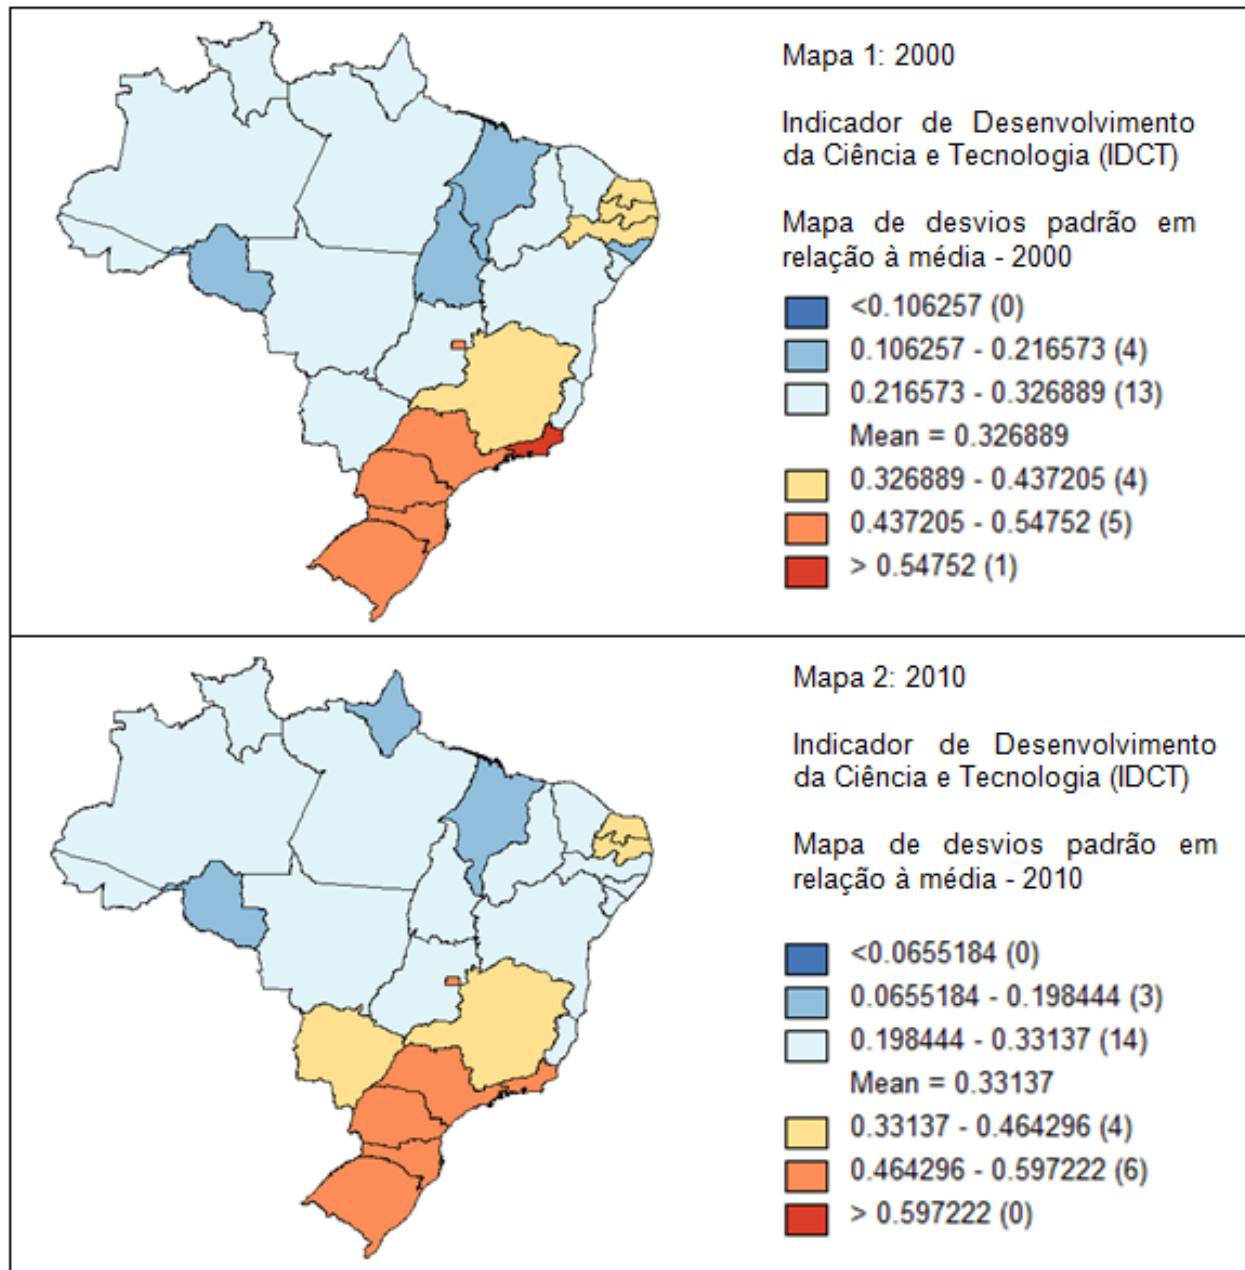 Mapa 1: 2000
Indicador de Desenvolvimento
da Ciência e Tecnologia (IDCT)
Mapa de desvios padrão em
relação à média - 2000
<0.106257 (0)
0.106257 - 0.216573 (4)
0.216573 - 0.326889 (13)
Mean = 0.326889
0.326889 - 0.437205 (4)
0.437205 - 0.54752 (5)
> 0.54752 (1)
Mapa 2: 2010
Indicador de Desenvolvimento
da Ciência e Tecnologia (IDCT)
Mapa de desvios padrão em
relação à média - 2010
<0.0655184 (0)
0.0655184 - 0.198444 (3)
0.198444 - 0.33137 (14)
Mean = 0.33137
0.33137 - 0.464296 (4)
0.464296 - 0.597222 (6)
> 0.597222 (0)